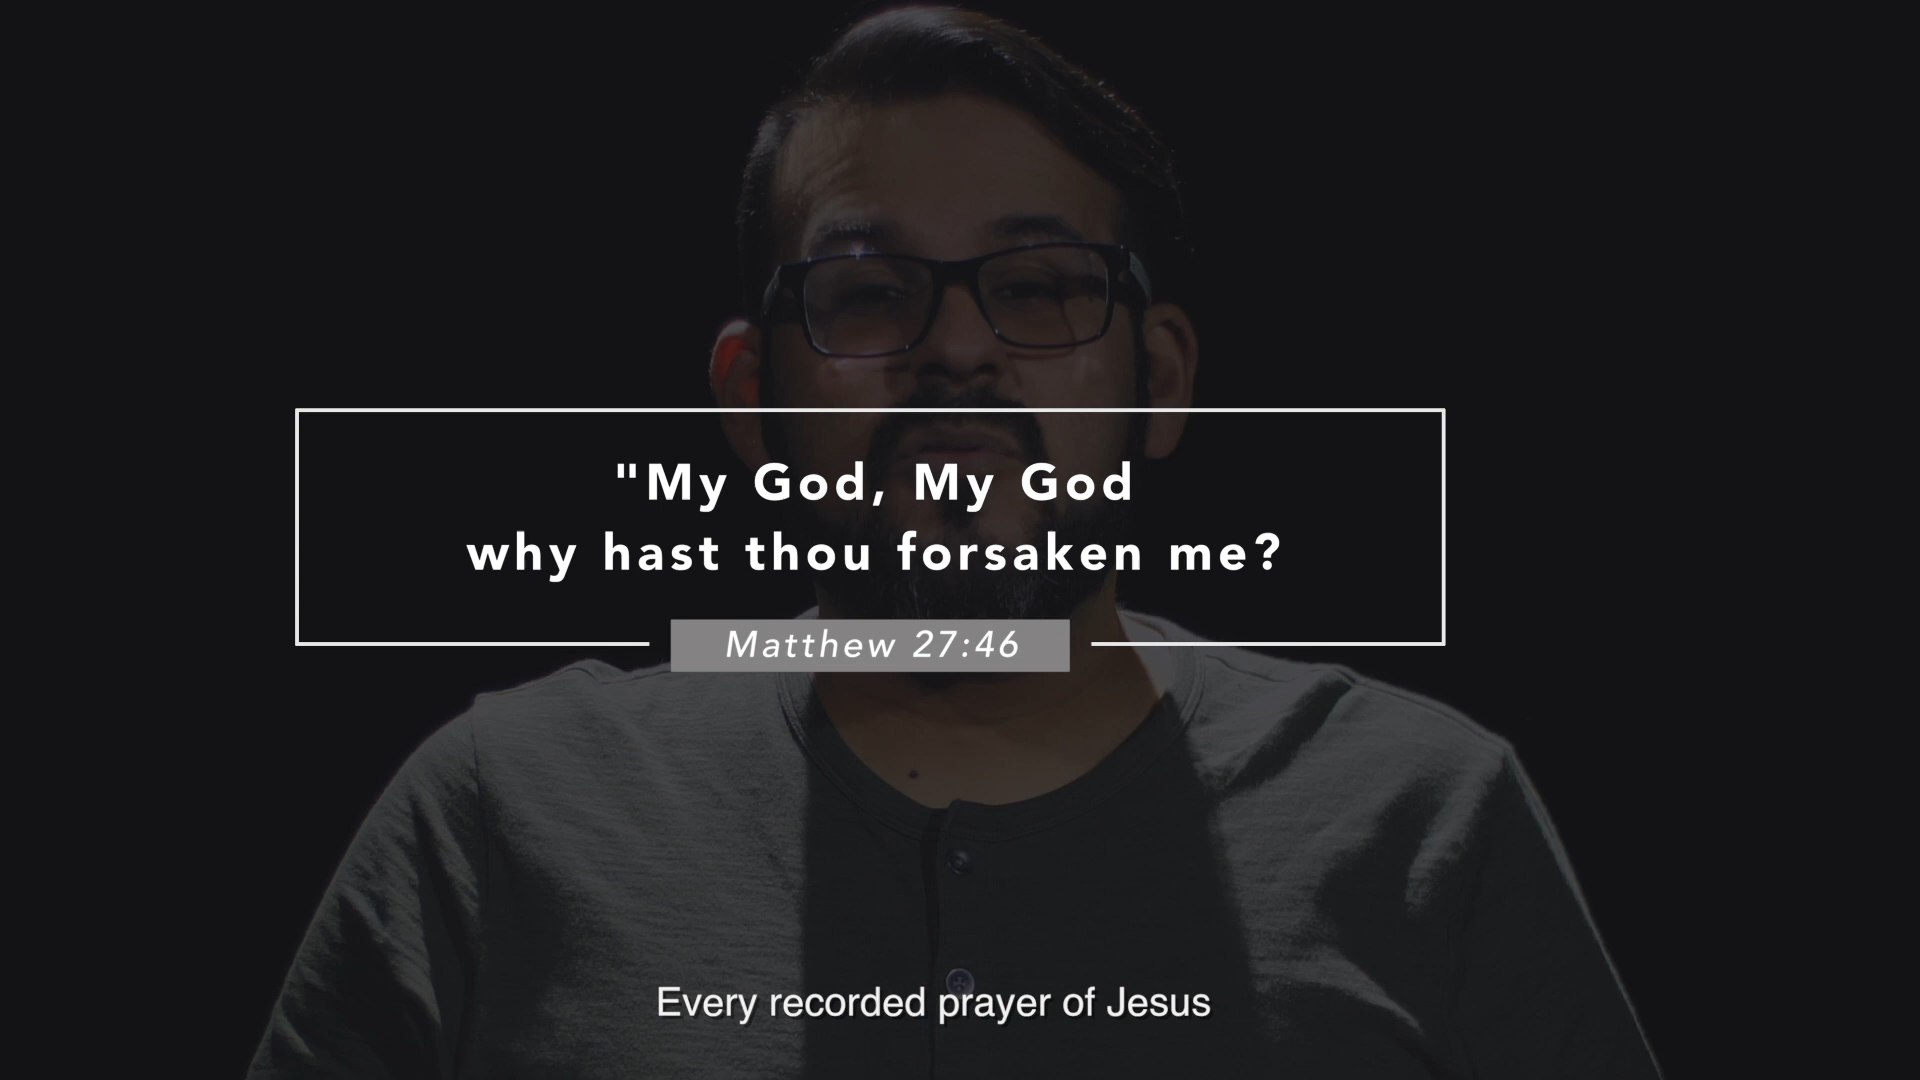 "My God, My God
why hast thou forsaken me?
Matthew 27:46
Every recorded prayer of Jesus